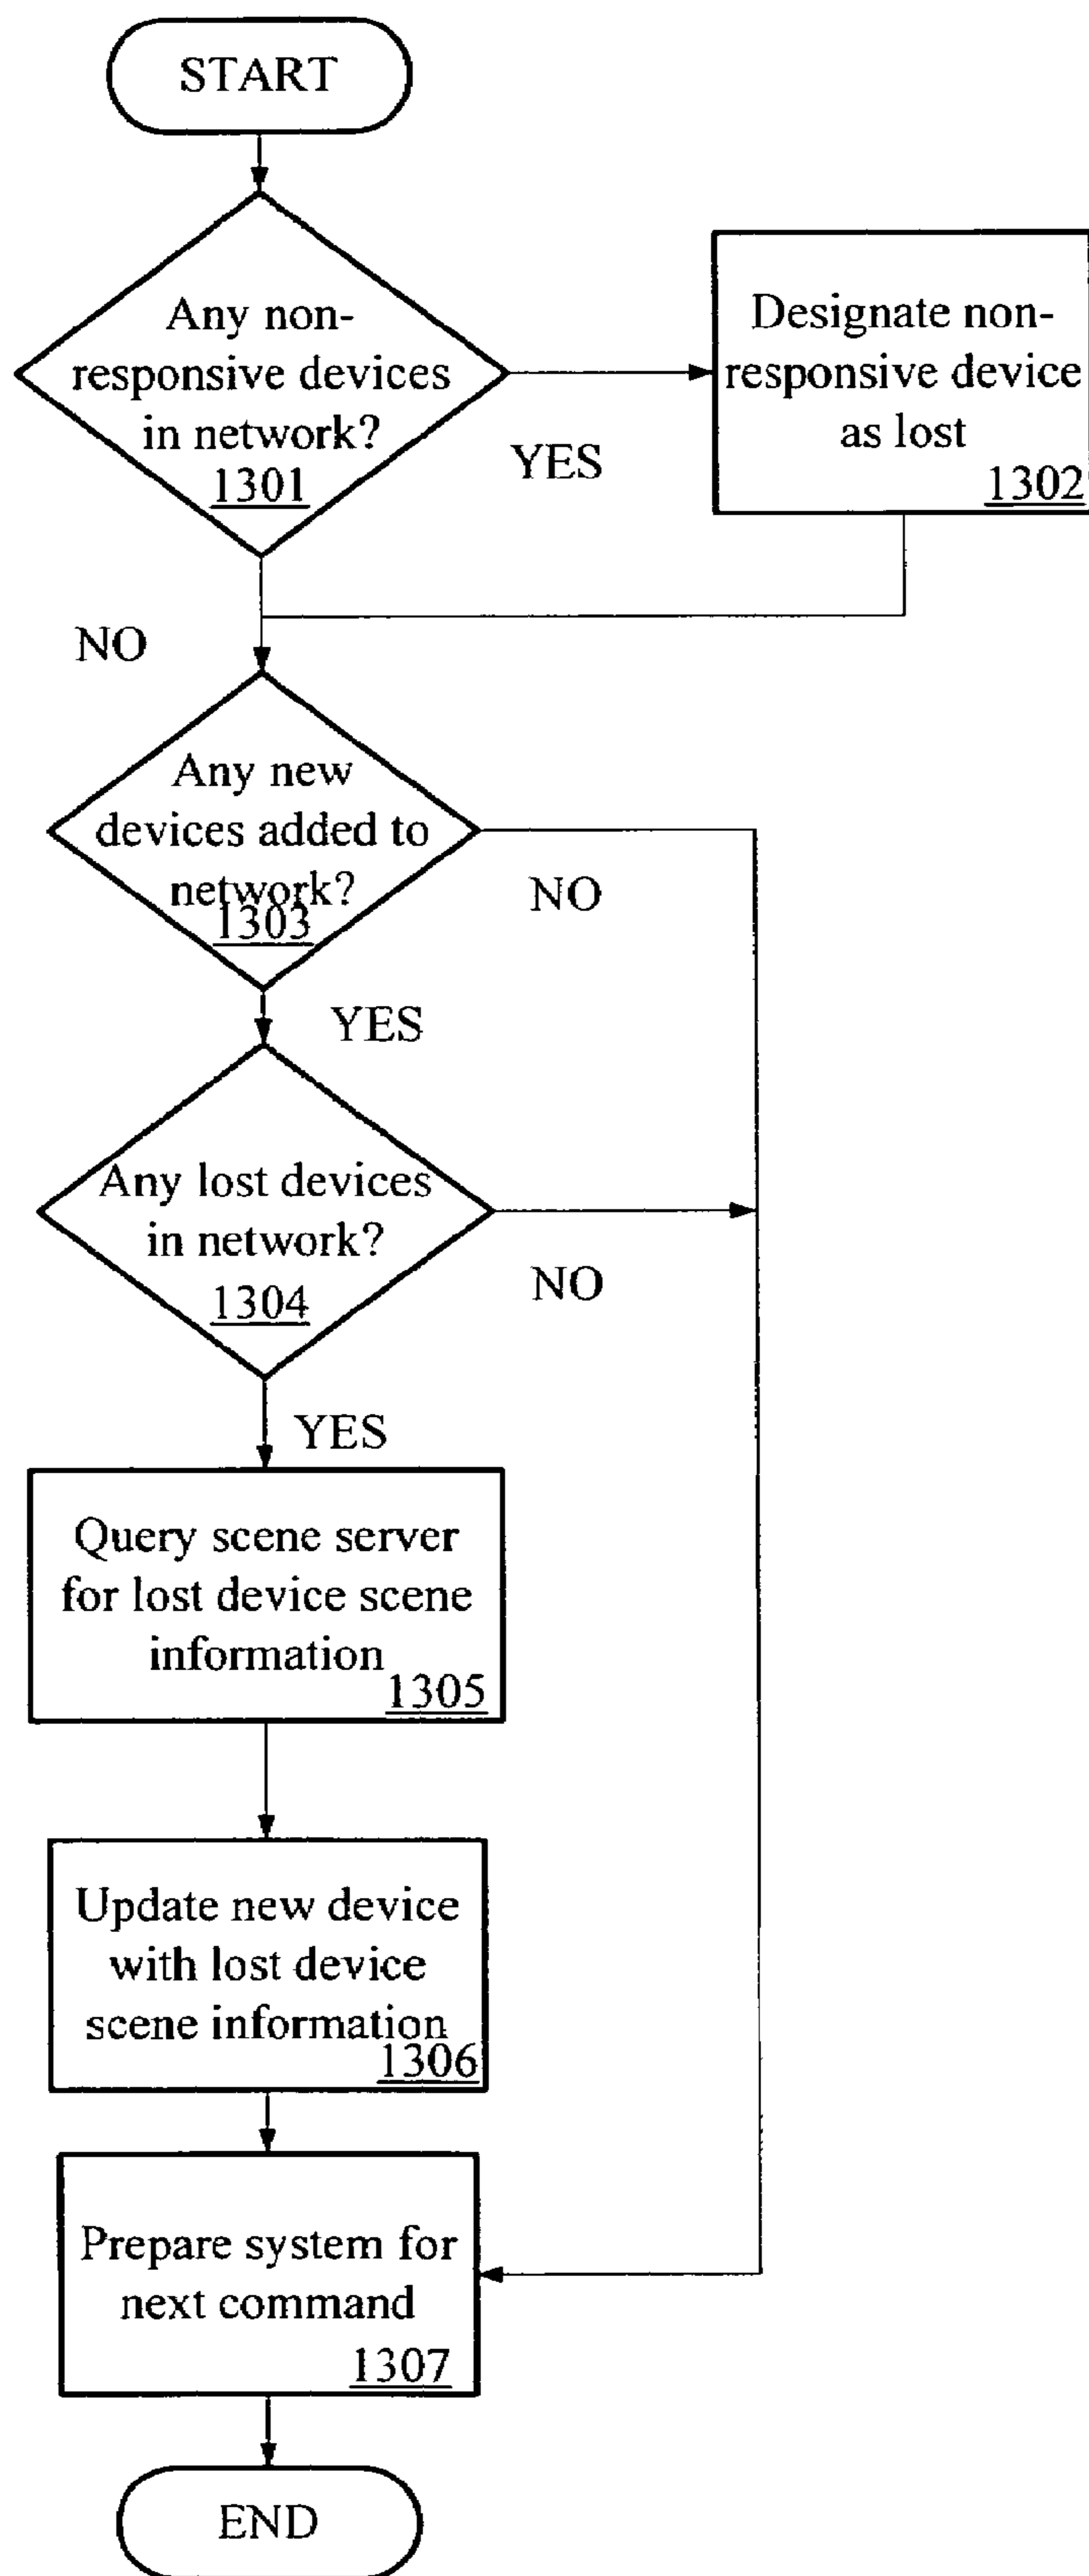 START
Any non-
responsive devices
in network?
1301
YES
Designate non-
responsive device
as lost
1302
NO
Any new
devices added to
network?
1303
NO
YES
Any lost devices
in network?
1304
NO
YES
Query scene server
for lost device scene
information
1305
Update new device
with lost device
scene information
1306
Prepare system for
next command
1307
END